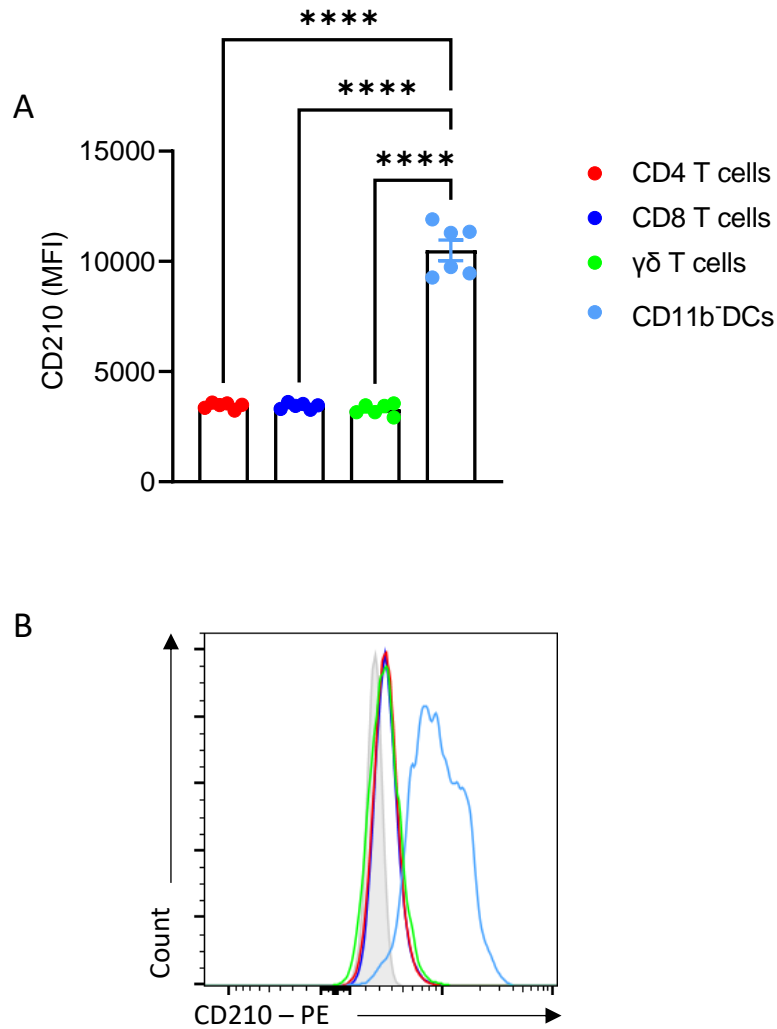 ****
****
A
****
15000
10000
5000
0
CD210 (MFI)
CD4 T cells
CD8 T cells
γδ T cells
CD11b⁻DCs
B
Count
CD210 – PE